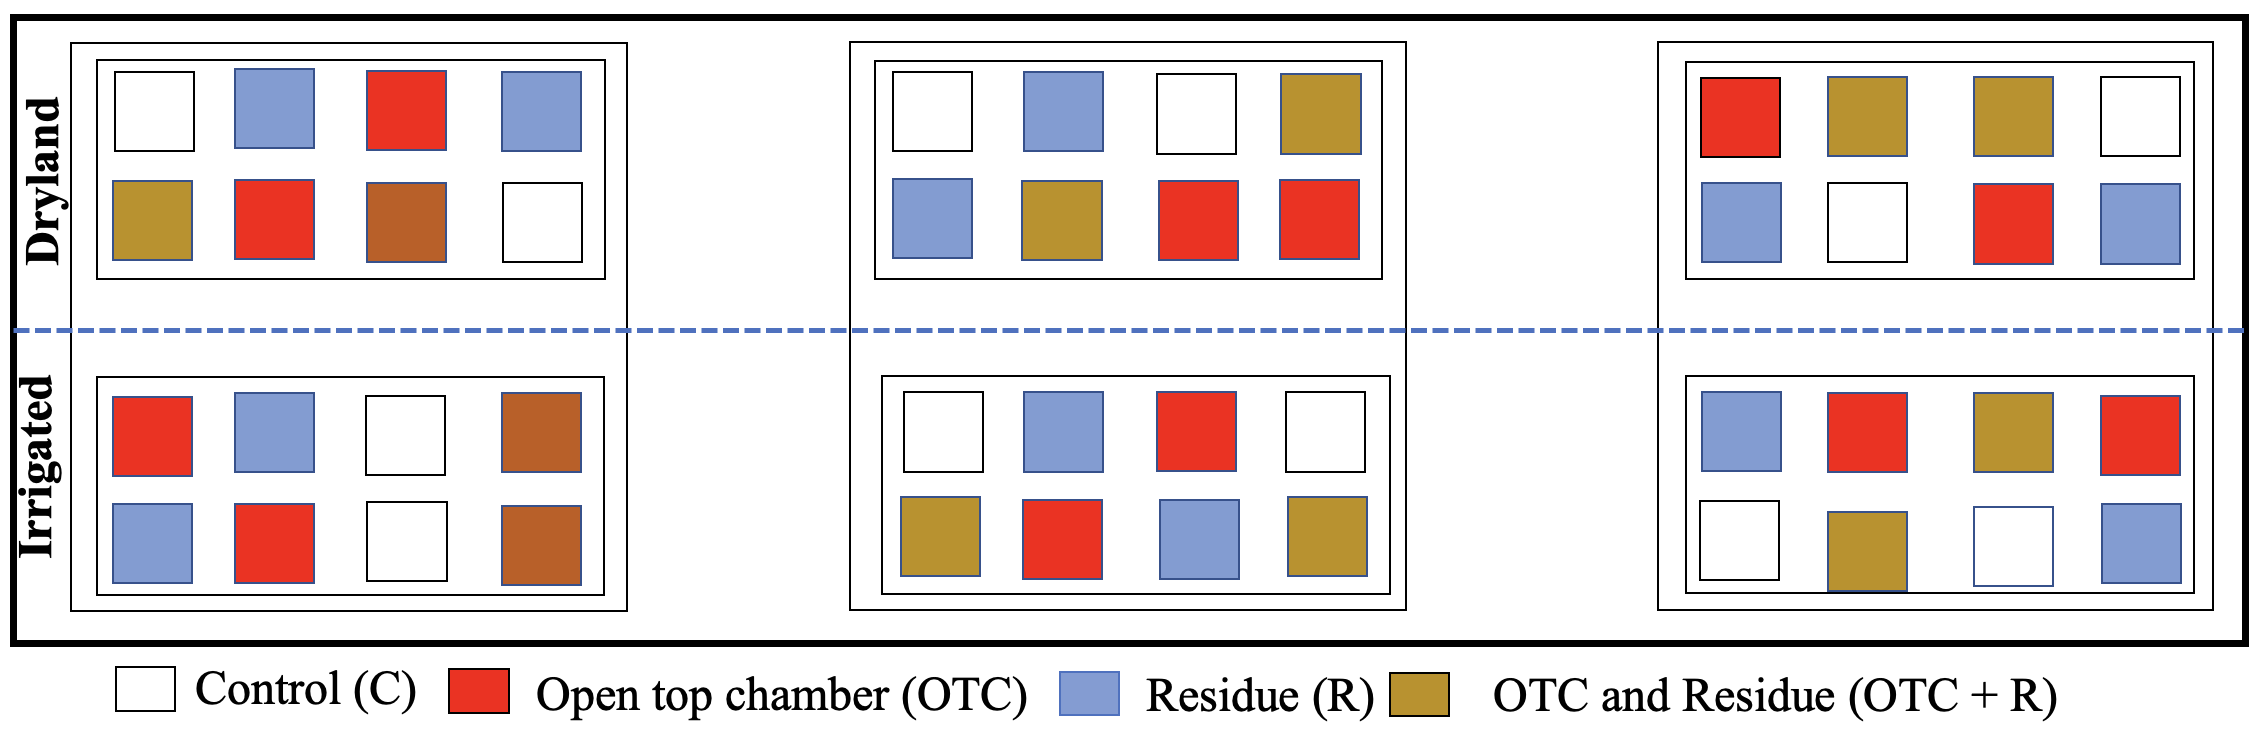 Dryland
Irrigated
Control (C)
Open top chamber (OTC)
Residue (R)
OTC and Residue (OTC + R)